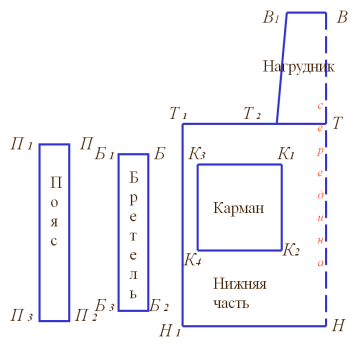 В1 В
Нагрудник
Т1 Т2 Т
середина
П1 П
Б1 Б
К3 К1
Пояс
Бретель
Карман
К4 К2
Нижняя
часть
П3 П2
Б3 Б2
Н1 Н